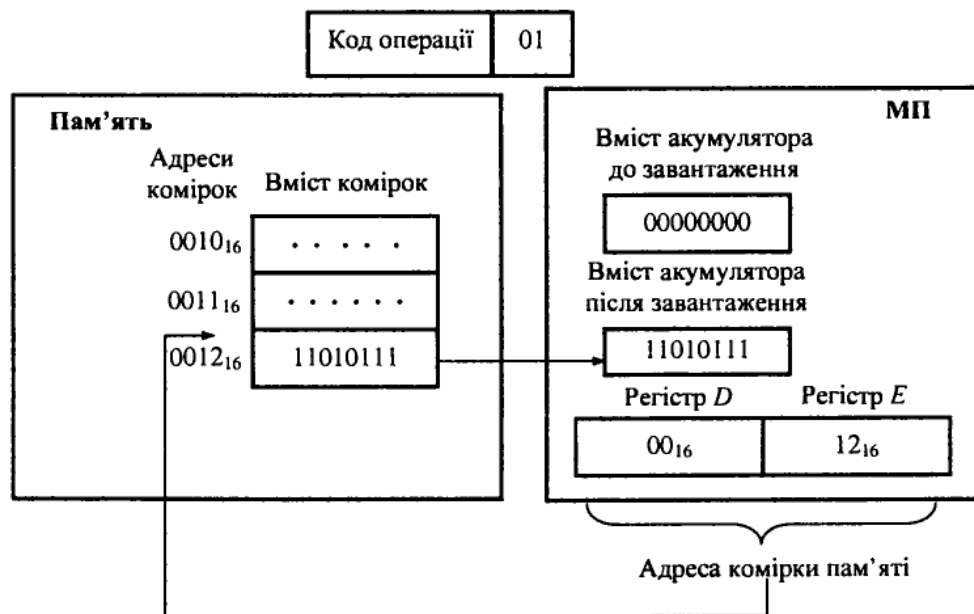 Код операції 01
Пам’ять
Адреси
комірок
Вміст комірок
0010₁₆ . . . . .
0011₁₆ . . . . . .
0012₁₆ 11010111
МП
Вміст акумулятора
до завантаження
00000000
Вміст акумулятора
після завантаження
11010111
Регістр D Регістр E
00₁₆ 12₁₆
Адреса комірки пам’яті